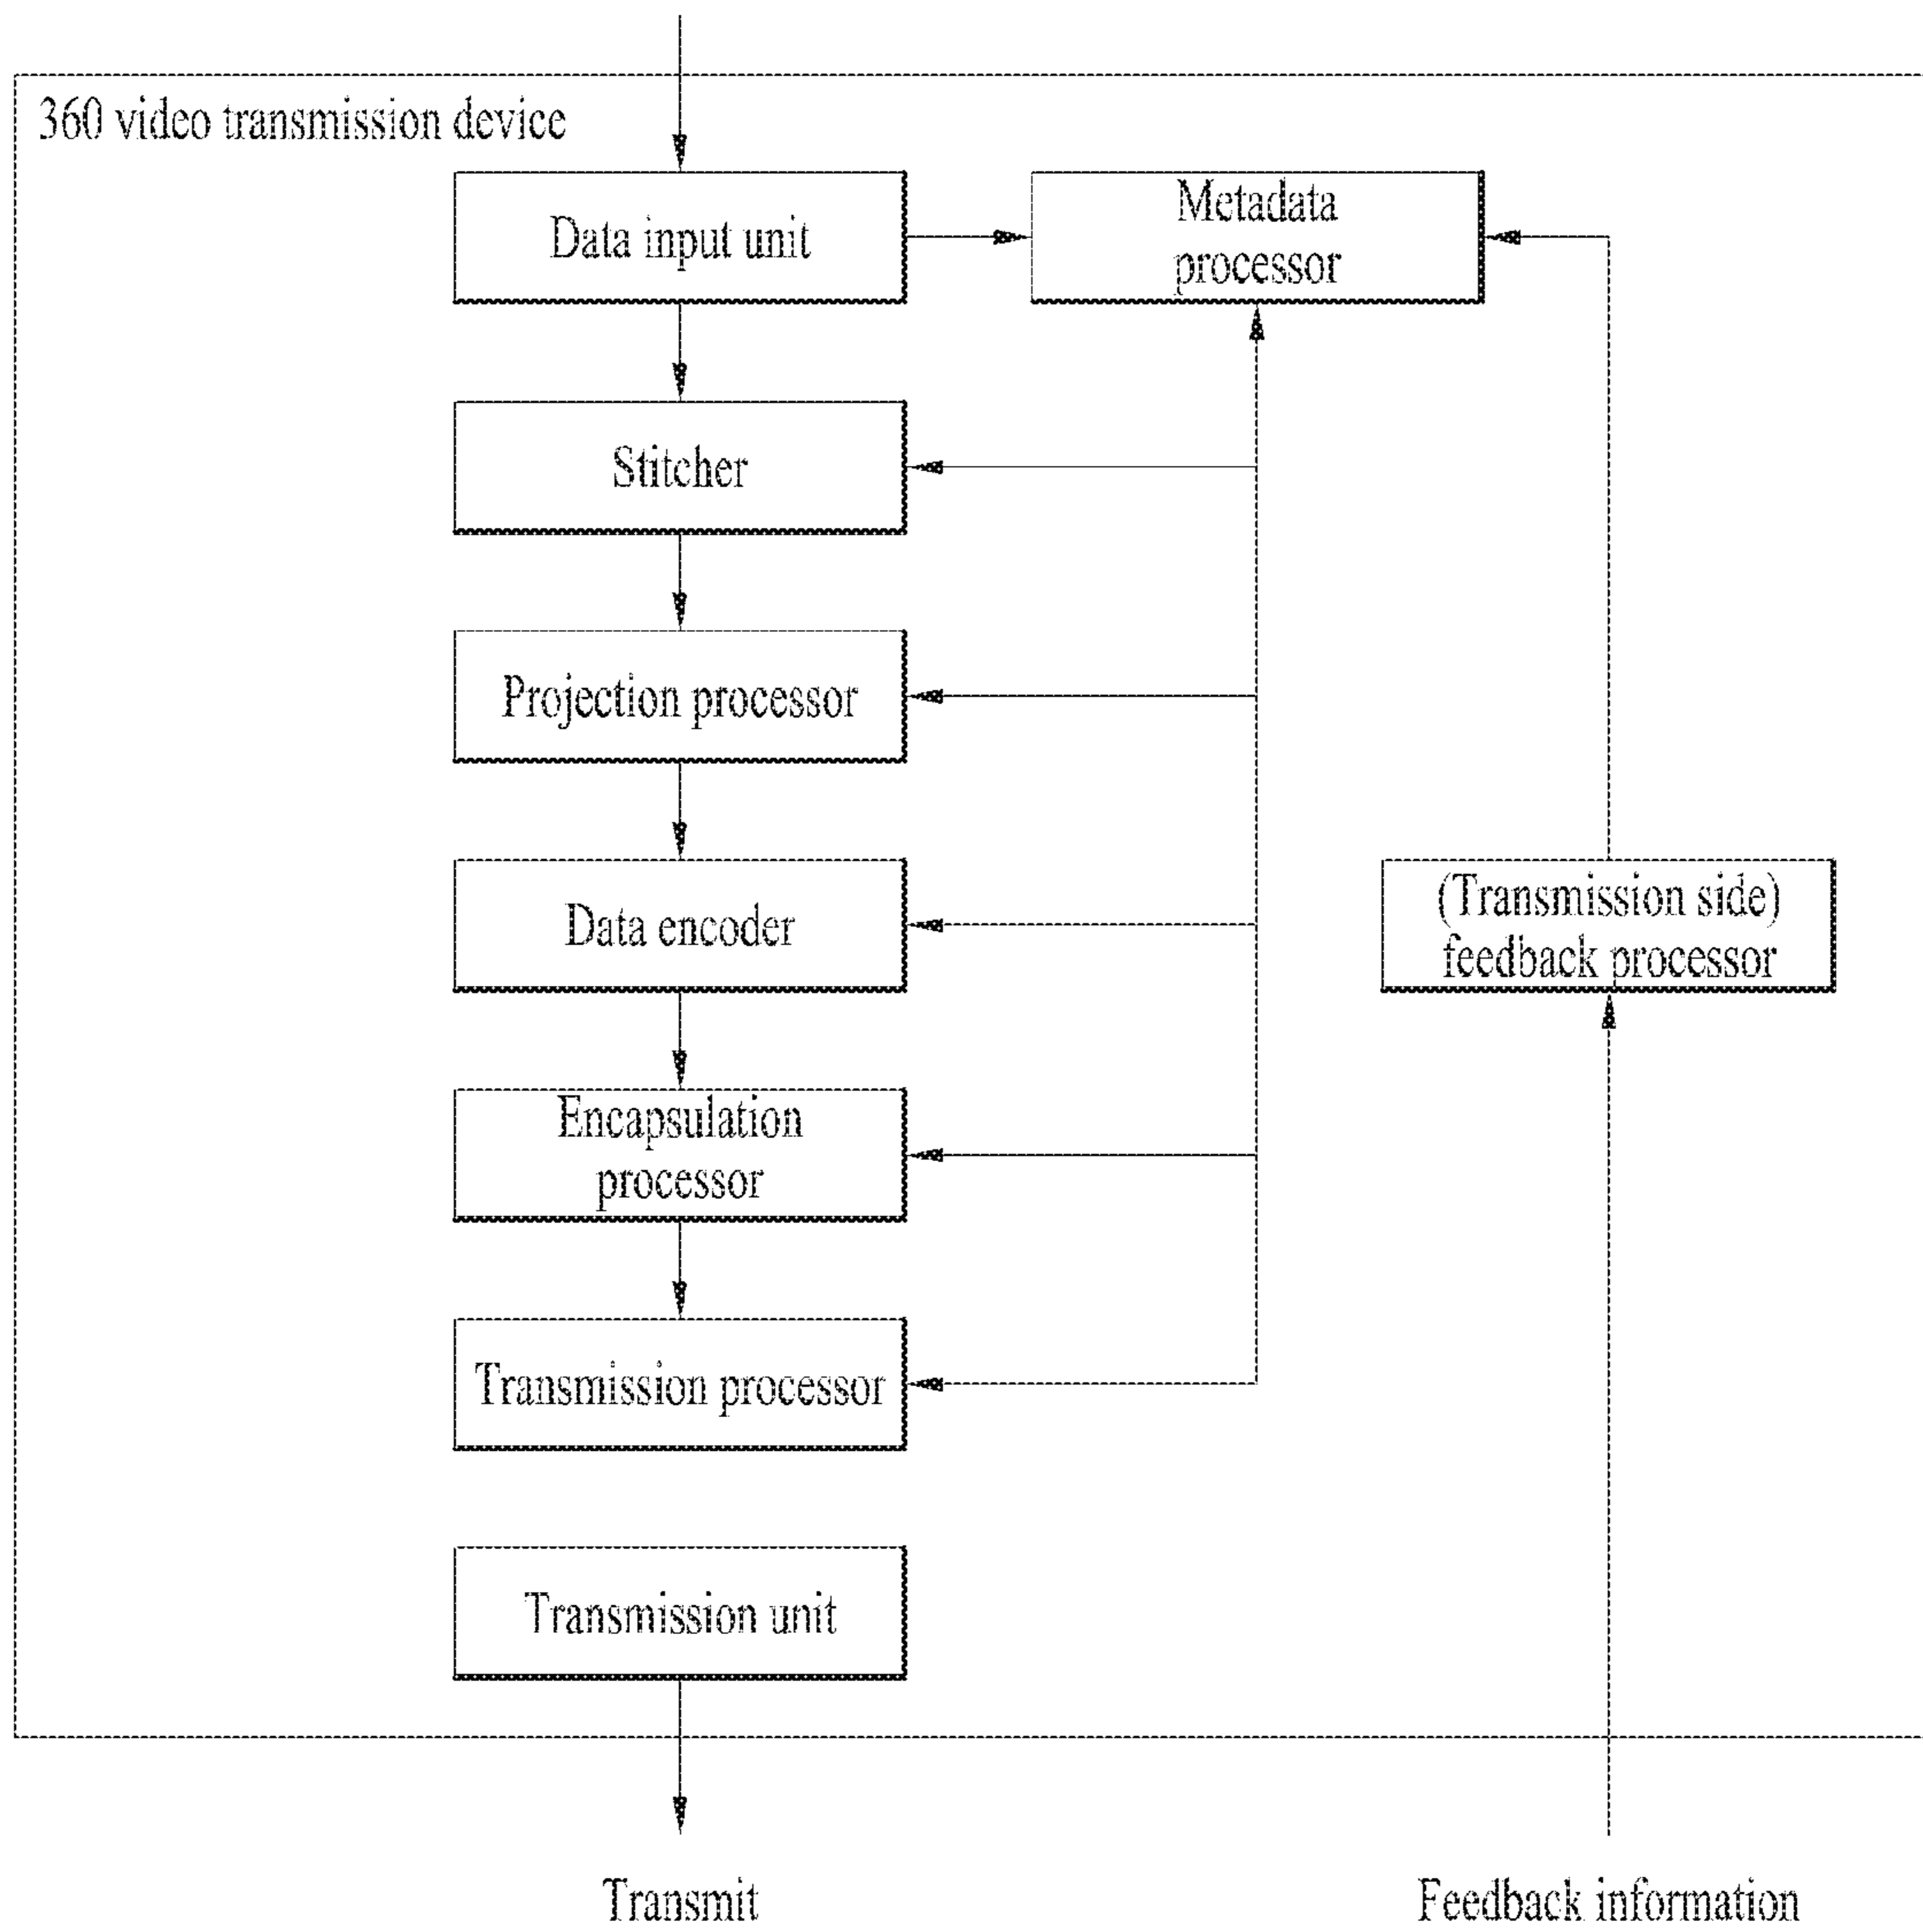 360 video transmission device
Data input unit
Metadata
processor
Stitcher
Projection processor
Data encoder
(Transmission side)
feedback processor
Encapsulation
processor
Transmission processor
Transmission unit
Transmit
Feedback information